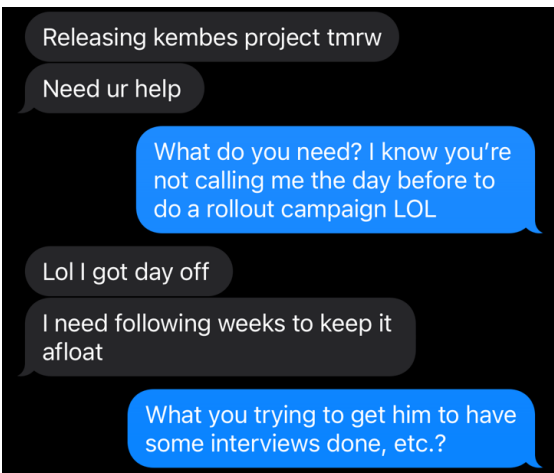 Releasing kembes project tmrw
Need ur help
What do you need? I know you’re
not calling me the day before to
do a rollout campaign LOL
Lol I got day off
I need following weeks to keep it
afloat
What you trying to get him to have
some interviews done, etc.?